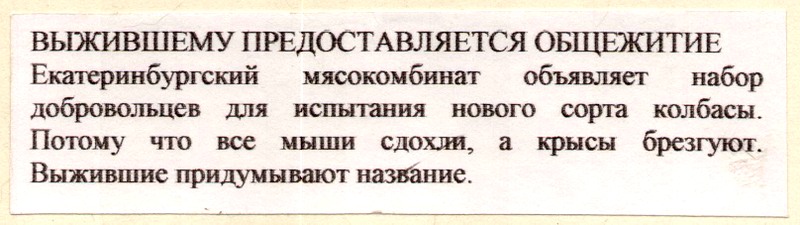 ВЫЖИВШЕМУ ПРЕДОСТАВЛЯЕТСЯ ОБЩЕЖИТИЕ
Екатеринбургский мясокомбинат объявляет набор
добровольцев для испытания нового сорта колбасы.
Потому что все мыши сдохли, а крысы брезгуют.
Выжившие придумывают название.